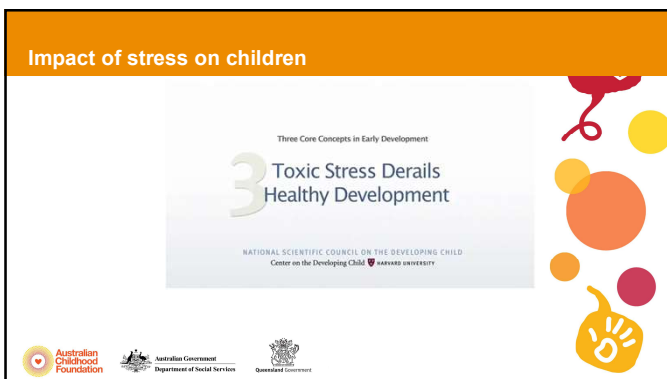 Impact of stress on children
Three Core Concepts in Early Development
3
Toxic Stress Derails
Healthy Development
NATIONAL SCIENTIFIC COUNCIL ON THE DEVELOPING CHILD
Center on the Developing Child HARVARD UNIVERSITY
Australian
Childhood
Foundation
Australian Government
Department of Social Services
Queensland Government